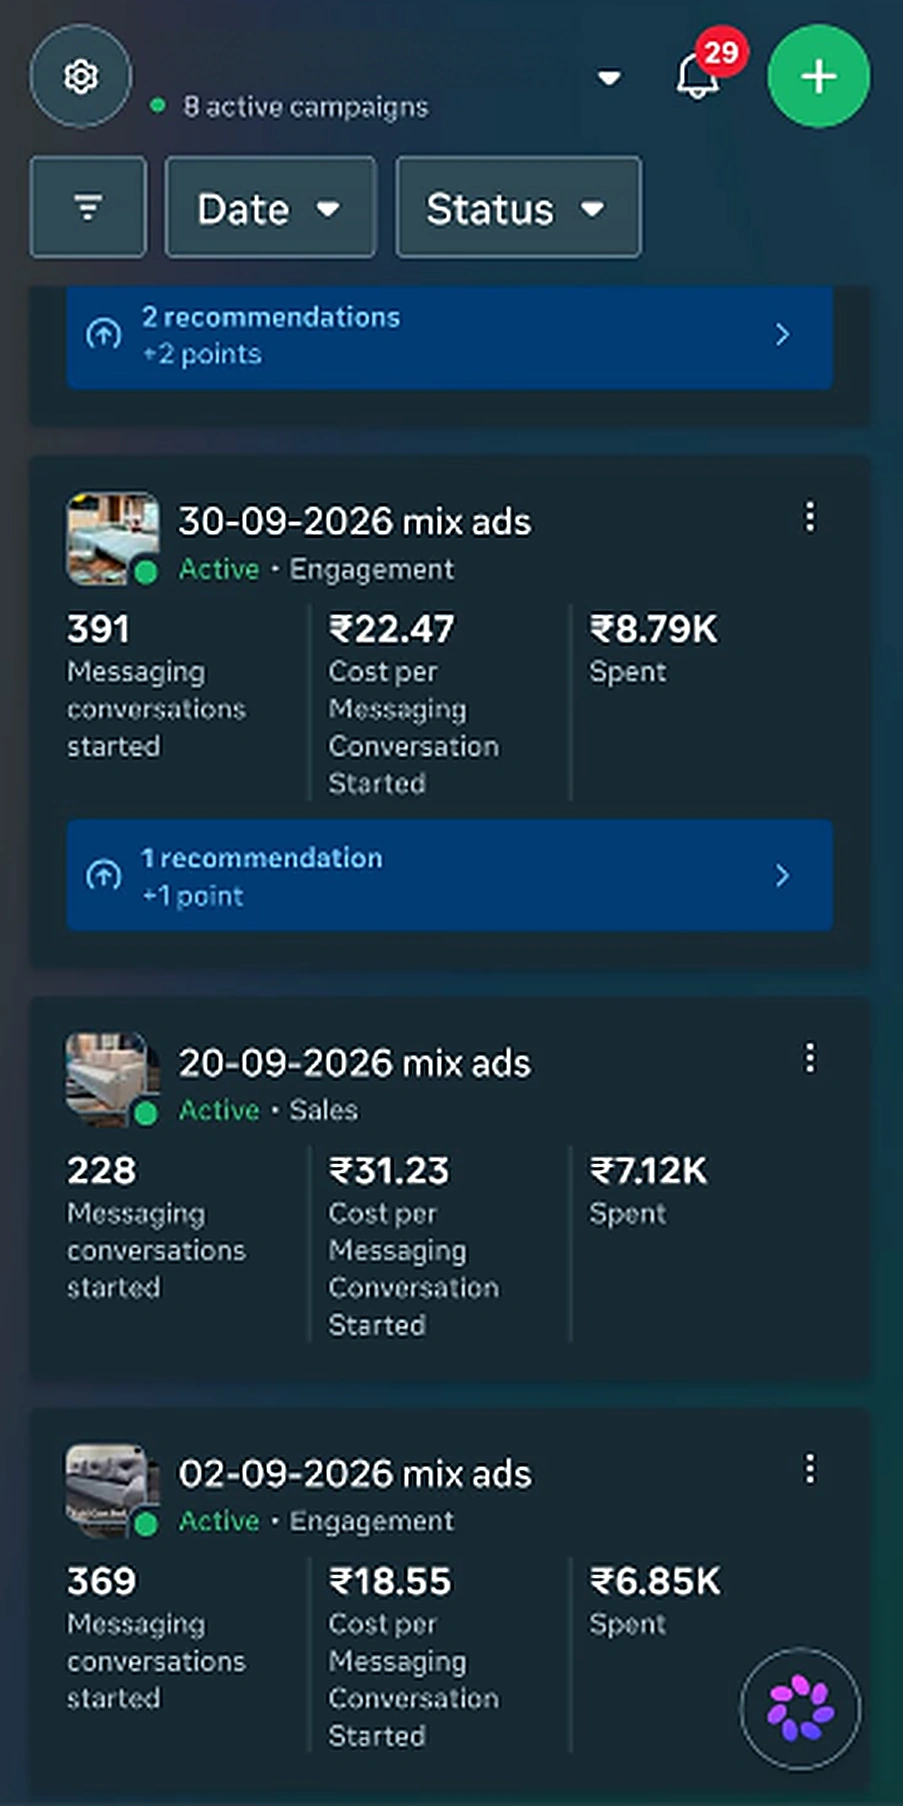 29
8 active campaigns
Date
Status
2 recommendations
+2 points
30-09-2026 mix ads
Active • Engagement
391
Messaging
conversations
started
₹22.47
Cost per
Messaging
Conversation
Started
₹8.79K
Spent
1 recommendation
+1 point
20-09-2026 mix ads
Active • Sales
228
Messaging
conversations
started
₹31.23
Cost per
Messaging
Conversation
Started
₹7.12K
Spent
02-09-2026 mix ads
Active • Engagement
369
Messaging
conversations
started
₹18.55
Cost per
Messaging
Conversation
Started
₹6.85K
Spent